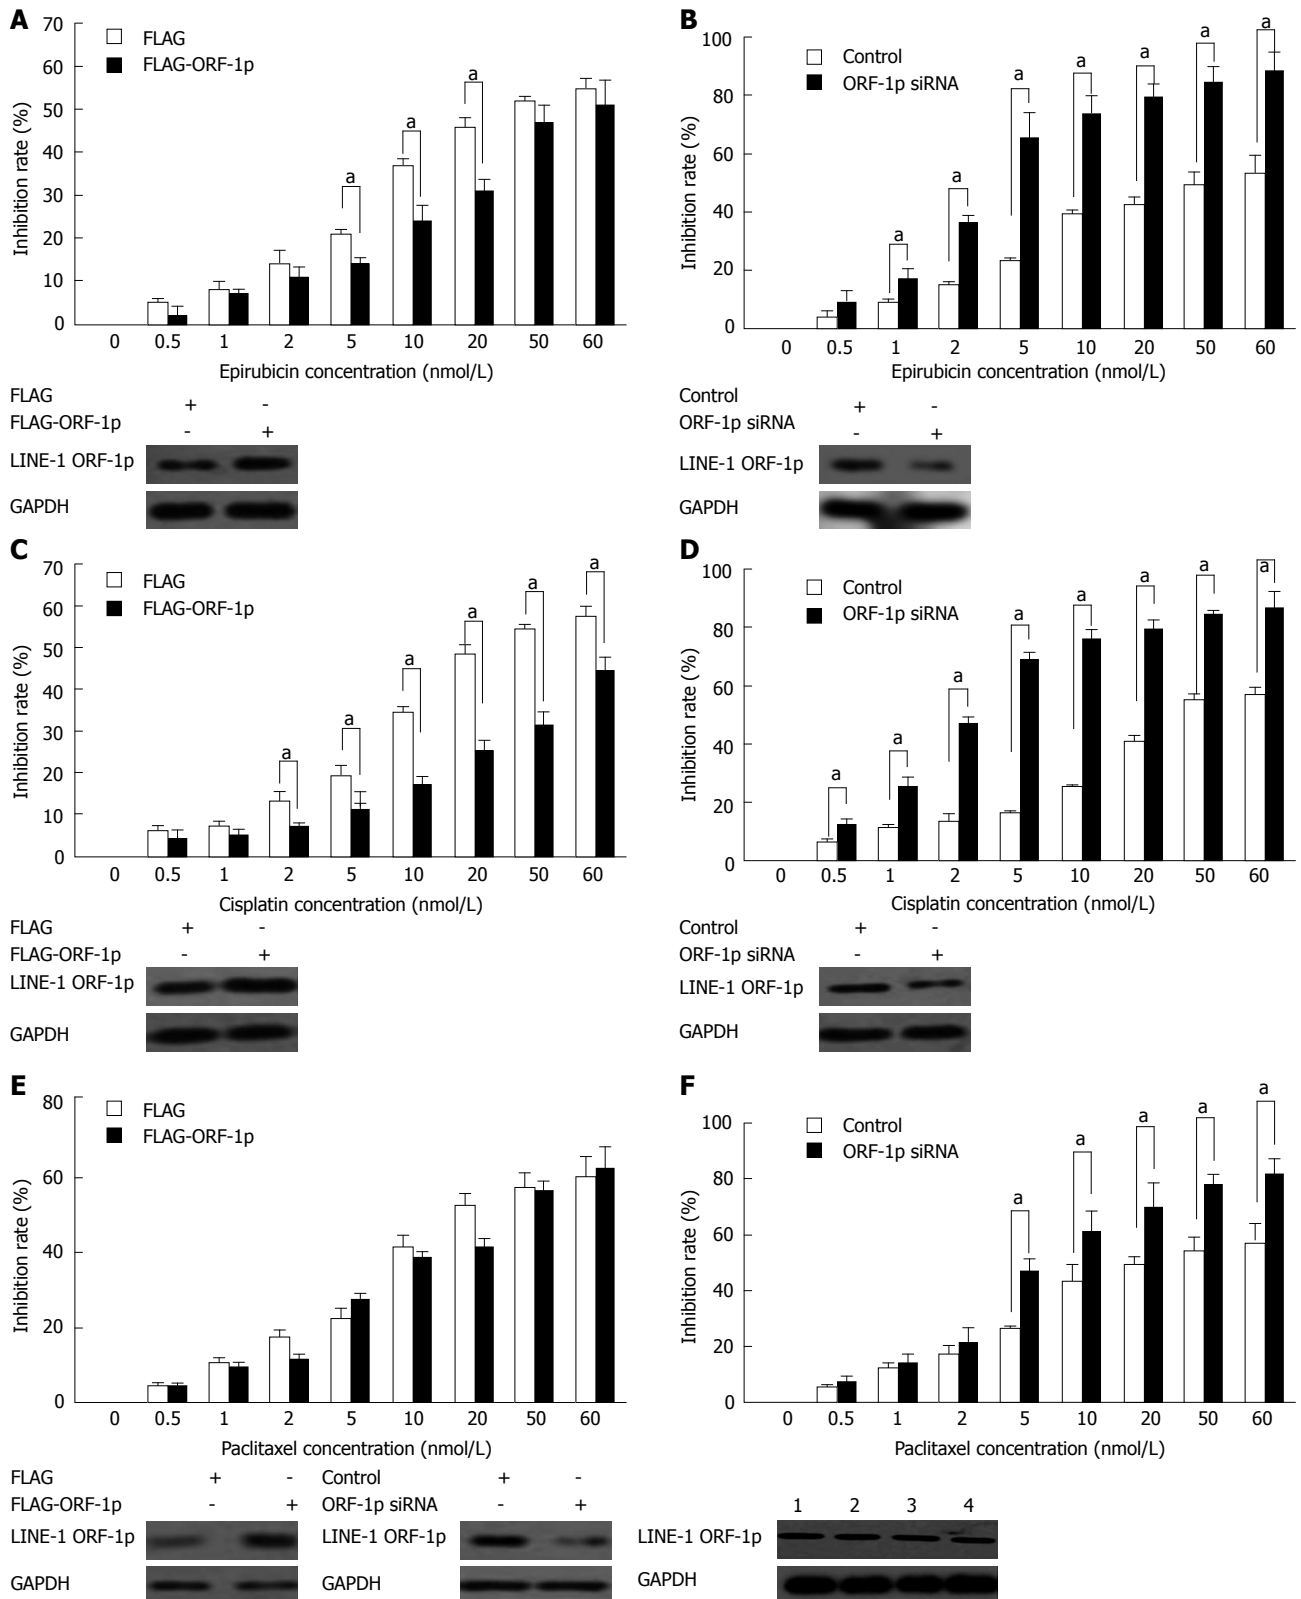 A
70
60
50
40
30
20
10
0
Inhibition rate (%)
FLAG
FLAG-ORF-1p
a
a
a
0 0.5 1 2 5 10 20 50 60
Epirubicin concentration (nmol/L)
FLAG + -
FLAG-ORF-1p - +
LINE-1 ORF-1p
GAPDH
B
100
80
60
40
20
0
Inhibition rate (%)
Control
ORF-1p siRNA
a
a
a
a
a
a
a
0 0.5 1 2 5 10 20 50 60
Epirubicin concentration (nmol/L)
Control + -
ORF-1p siRNA - +
LINE-1 ORF-1p
GAPDH
C
70
60
50
40
30
20
10
0
Inhibition rate (%)
FLAG
FLAG-ORF-1p
a
a
a
a
a
a
0 0.5 1 2 5 10 20 50 60
Cisplatin concentration (nmol/L)
FLAG + -
FLAG-ORF-1p - +
LINE-1 ORF-1p
GAPDH
D
100
80
60
40
20
0
Inhibition rate (%)
Control
ORF-1p siRNA
a
a
a
a
a
a
a
a
0 0.5 1 2 5 10 20 50 60
Cisplatin concentration (nmol/L)
Control + -
ORF-1p siRNA - +
LINE-1 ORF-1p
GAPDH
E
80
60
40
20
0
Inhibition rate (%)
FLAG
FLAG-ORF-1p
0 0.5 1 2 5 10 20 50 60
Paclitaxel concentration (nmol/L)
F
100
80
60
40
20
0
Inhibition rate (%)
Control
ORF-1p siRNA
a
a
a
a
a
0 0.5 1 2 5 10 20 50 60
Paclitaxel concentration (nmol/L)
FLAG + -
FLAG-ORF-1p - +
LINE-1 ORF-1p
GAPDH
Control + -
ORF-1p siRNA - +
LINE-1 ORF-1p
GAPDH
1 2 3 4
LINE-1 ORF-1p
GAPDH